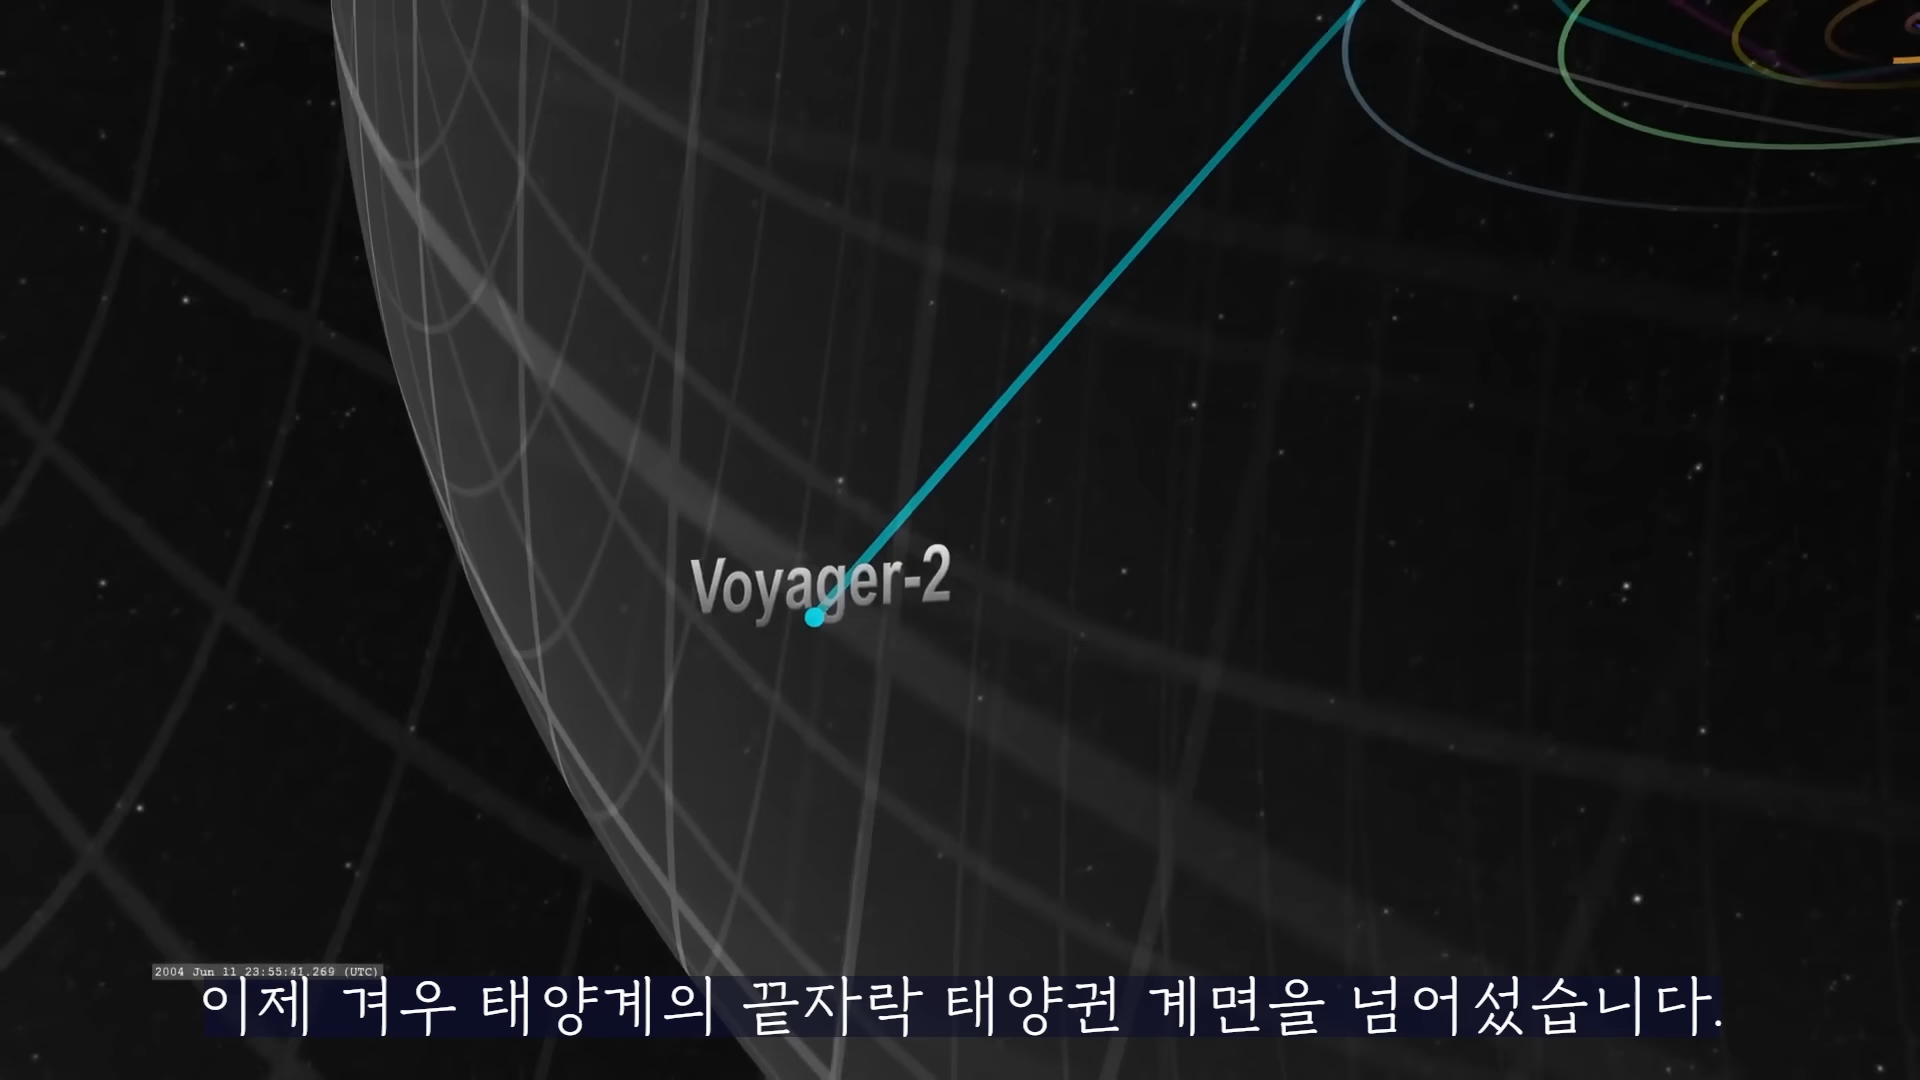 Voyager-2
2004 Jun 11 23:55:41.269 (UTC)
이제 겨우 태양계의 끝자락 태양권 계면을 넘어섰습니다.